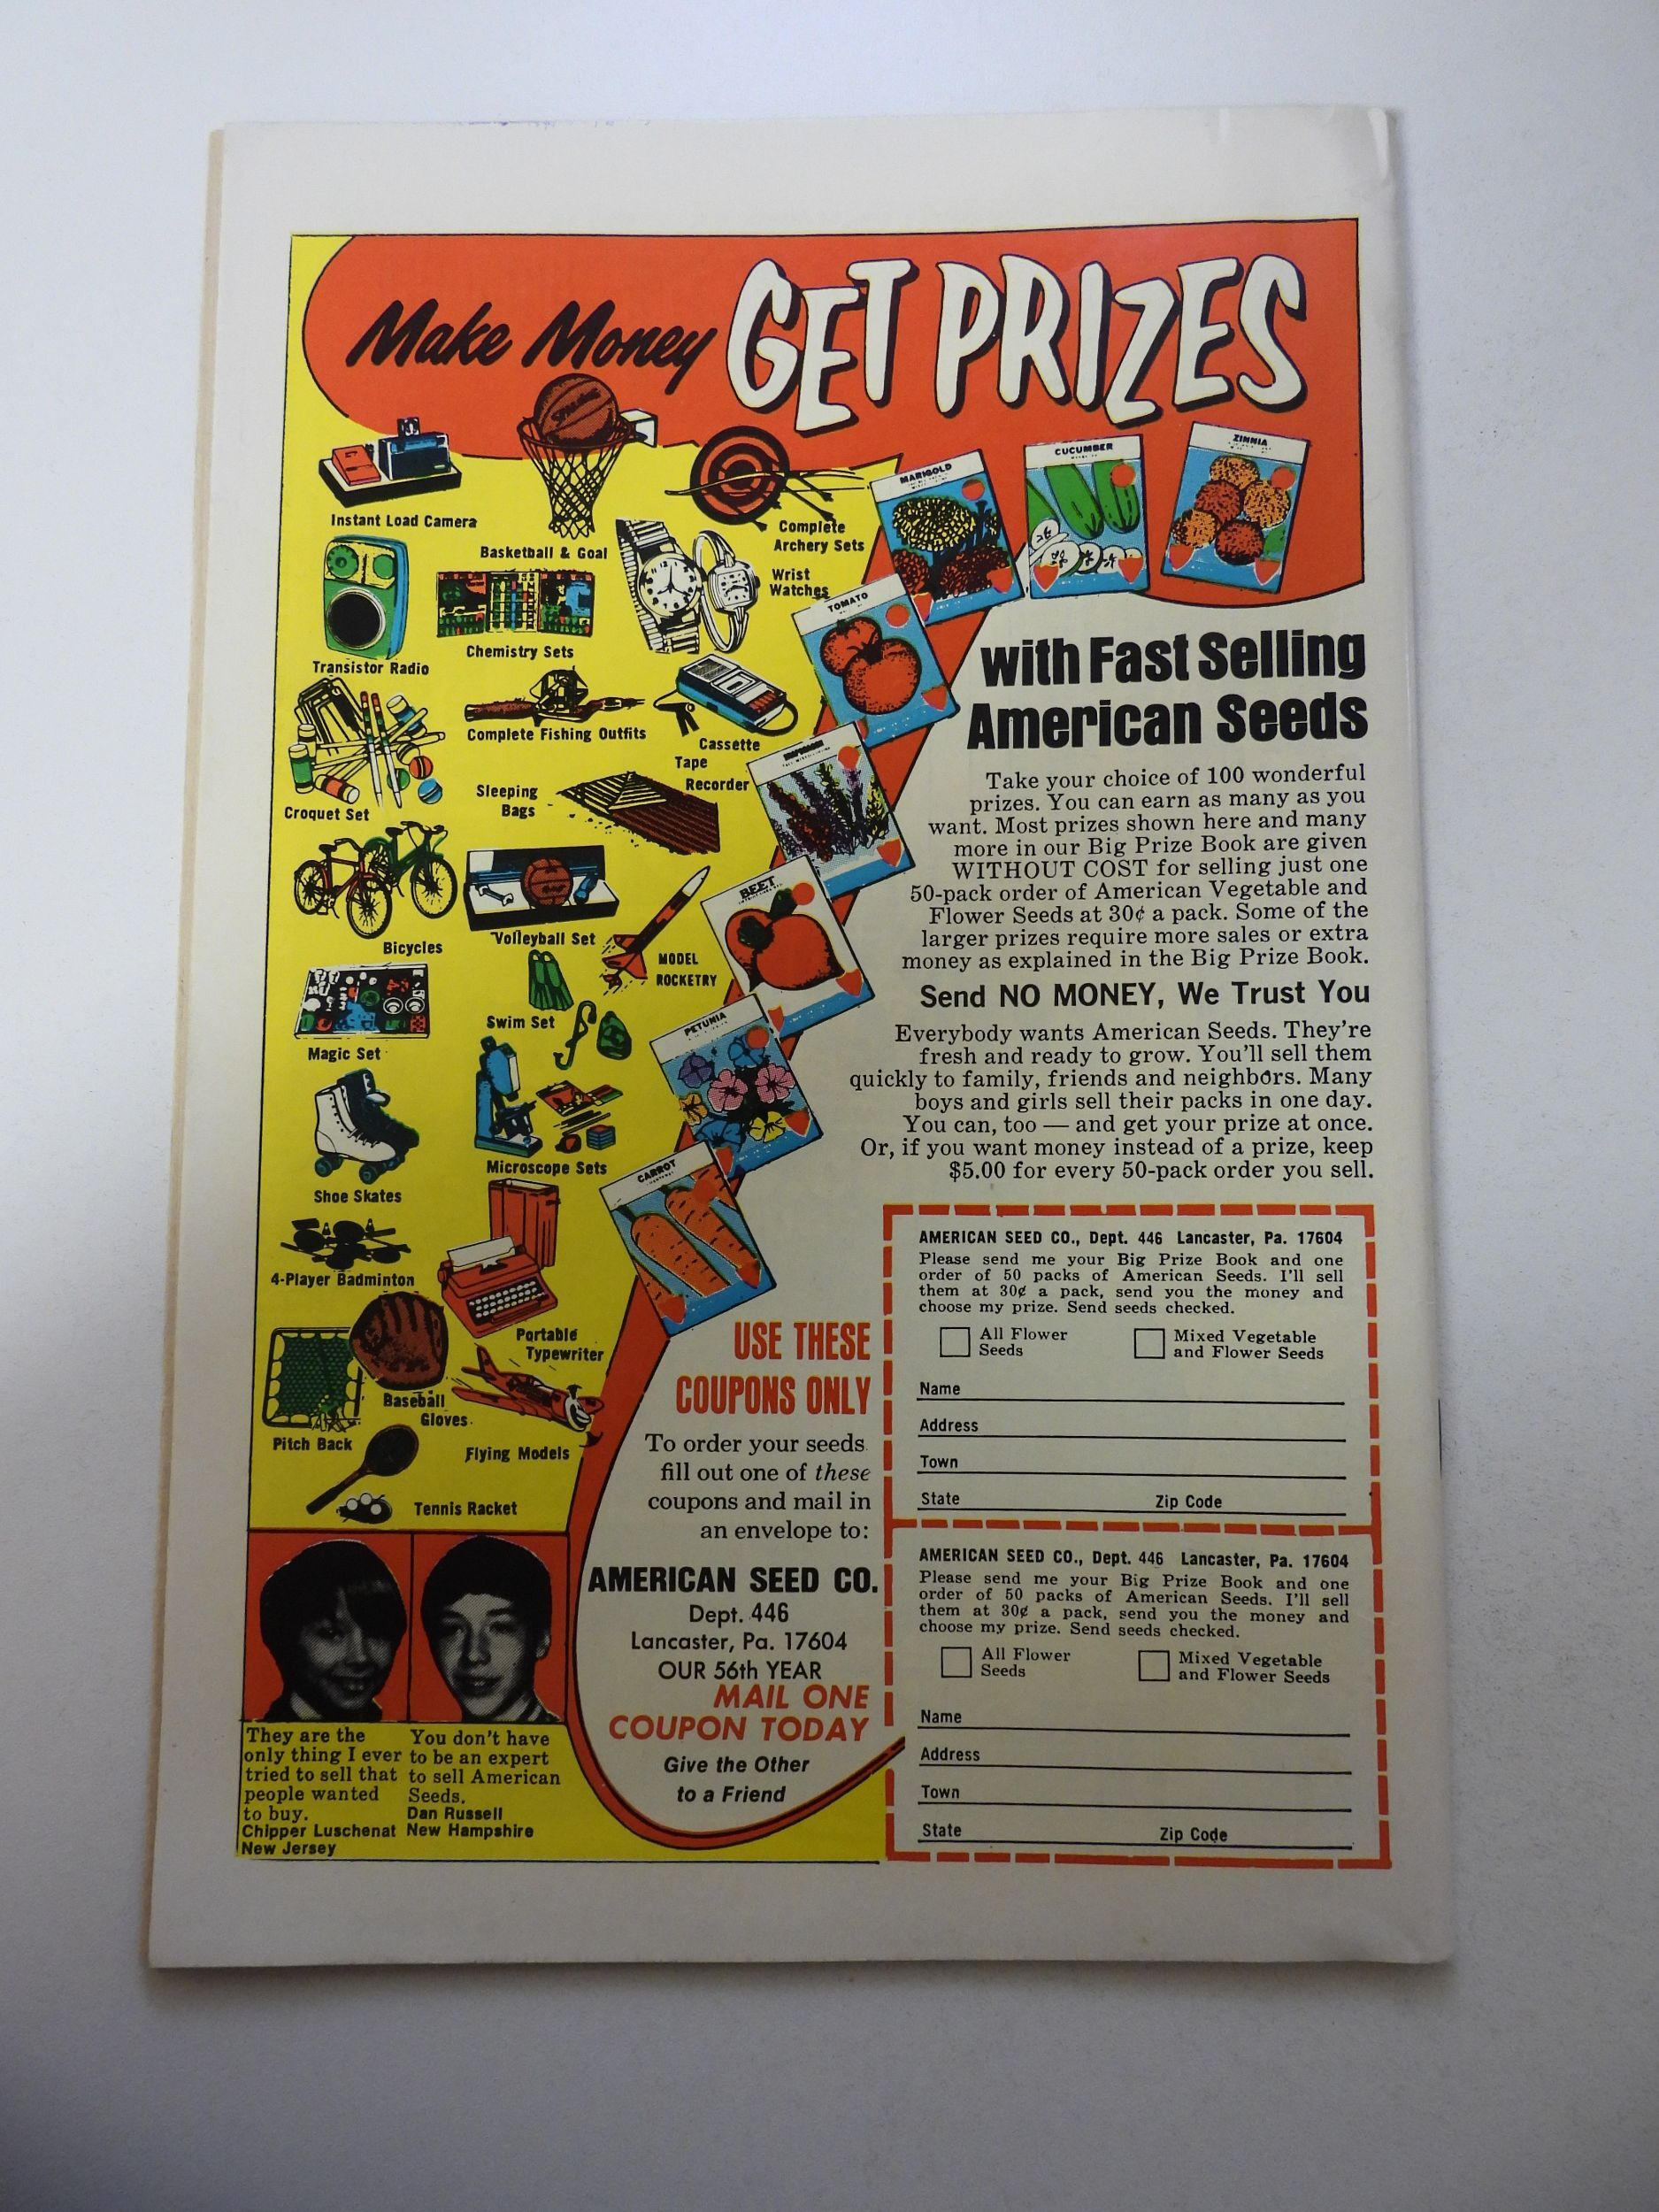 Make Money GET PRIZES
Spalding
Instant Load Camera
Basketball & Goal
Complete
Archery Sets
Wrist
Watches
Transistor Radio
Chemistry Sets
Croquet Set
Complete Fishing Outfits
Cassette
Tape
Recorder
Sleeping
Bags
Bicycles
Volleyball Set
MODEL
ROCKETRY
Magic Set
Swim Set
Shoe Skates
Microscope Sets
4-Player Badminton
Portable
Typewriter
Baseball
Gloves
Pitch Back
Flying Models
Tennis Racket
MARIGOLD
CUCUMBER
ZINNIA
TOMATO
SNAPDRAGON
BEET
PETUNIA
CARROT
with Fast Selling
American Seeds
Take your choice of 100 wonderful
prizes. You can earn as many as you
want. Most prizes shown here and many
more in our Big Prize Book are given
WITHOUT COST for selling just one
50-pack order of American Vegetable and
Flower Seeds at 30¢ a pack. Some of the
larger prizes require more sales or extra
money as explained in the Big Prize Book.
Send NO MONEY, We Trust You
Everybody wants American Seeds. They're
fresh and ready to grow. You'll sell them
quickly to family, friends and neighbors. Many
boys and girls sell their packs in one day.
You can, too — and get your prize at once.
Or, if you want money instead of a prize, keep
$5.00 for every 50-pack order you sell.
USE THESE
COUPONS ONLY
To order your seeds
fill out one of these
coupons and mail in
an envelope to:
AMERICAN SEED CO.
Dept. 446
Lancaster, Pa. 17604
OUR 56th YEAR
MAIL ONE
COUPON TODAY
Give the Other
to a Friend
AMERICAN SEED CO., Dept. 446 Lancaster, Pa. 17604
Please send me your Big Prize Book and one
order of 50 packs of American Seeds. I'll sell
them at 30¢ a pack, send you the money and
choose my prize. Send seeds checked.
All Flower
Seeds
Mixed Vegetable
and Flower Seeds
Name
Address
Town
State Zip Code
AMERICAN SEED CO., Dept. 446 Lancaster, Pa. 17604
Please send me your Big Prize Book and one
order of 50 packs of American Seeds. I'll sell
them at 30¢ a pack, send you the money and
choose my prize. Send seeds checked.
All Flower
Seeds
Mixed Vegetable
and Flower Seeds
Name
Address
Town
State Zip Code
They are the
only thing I ever
tried to sell that
people wanted
to buy.
Chipper Luschenat
New Jersey
You don't have
to be an expert
to sell American
Seeds.
Dan Russell
New Hampshire